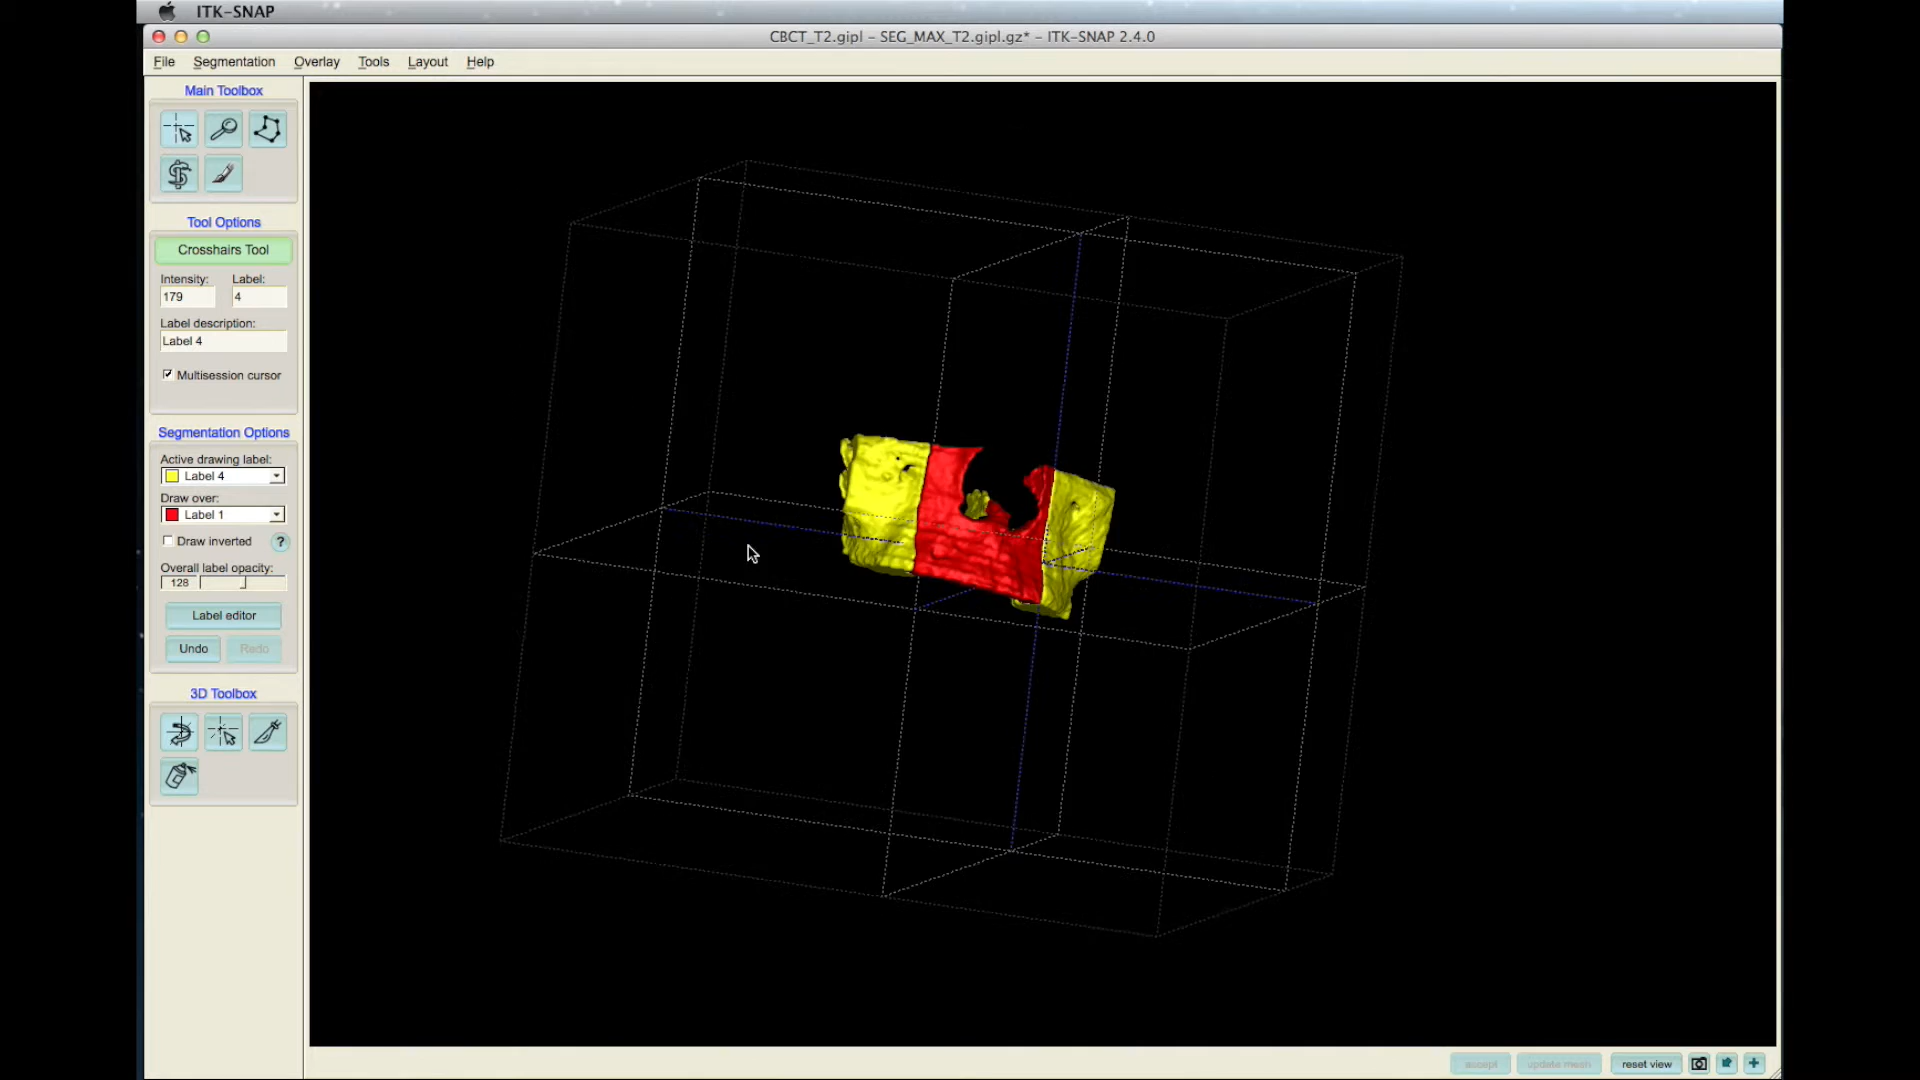 ITK-SNAP
CBCT_T2.gipl - SEG_MAX_T2.gipl.gz* - ITK-SNAP 2.4.0
File Segmentation Overlay Tools Layout Help
Main Toolbox
Tool Options
Crosshairs Tool
Intensity: Label:
179 4
Label description:
Label 4
Multisession cursor
Segmentation Options
Active drawing label:
Label 4
Draw over:
Label 1
Draw inverted ?
Overall label opacity:
128
Label editor
Undo Redo
3D Toolbox
accept update mesh reset view